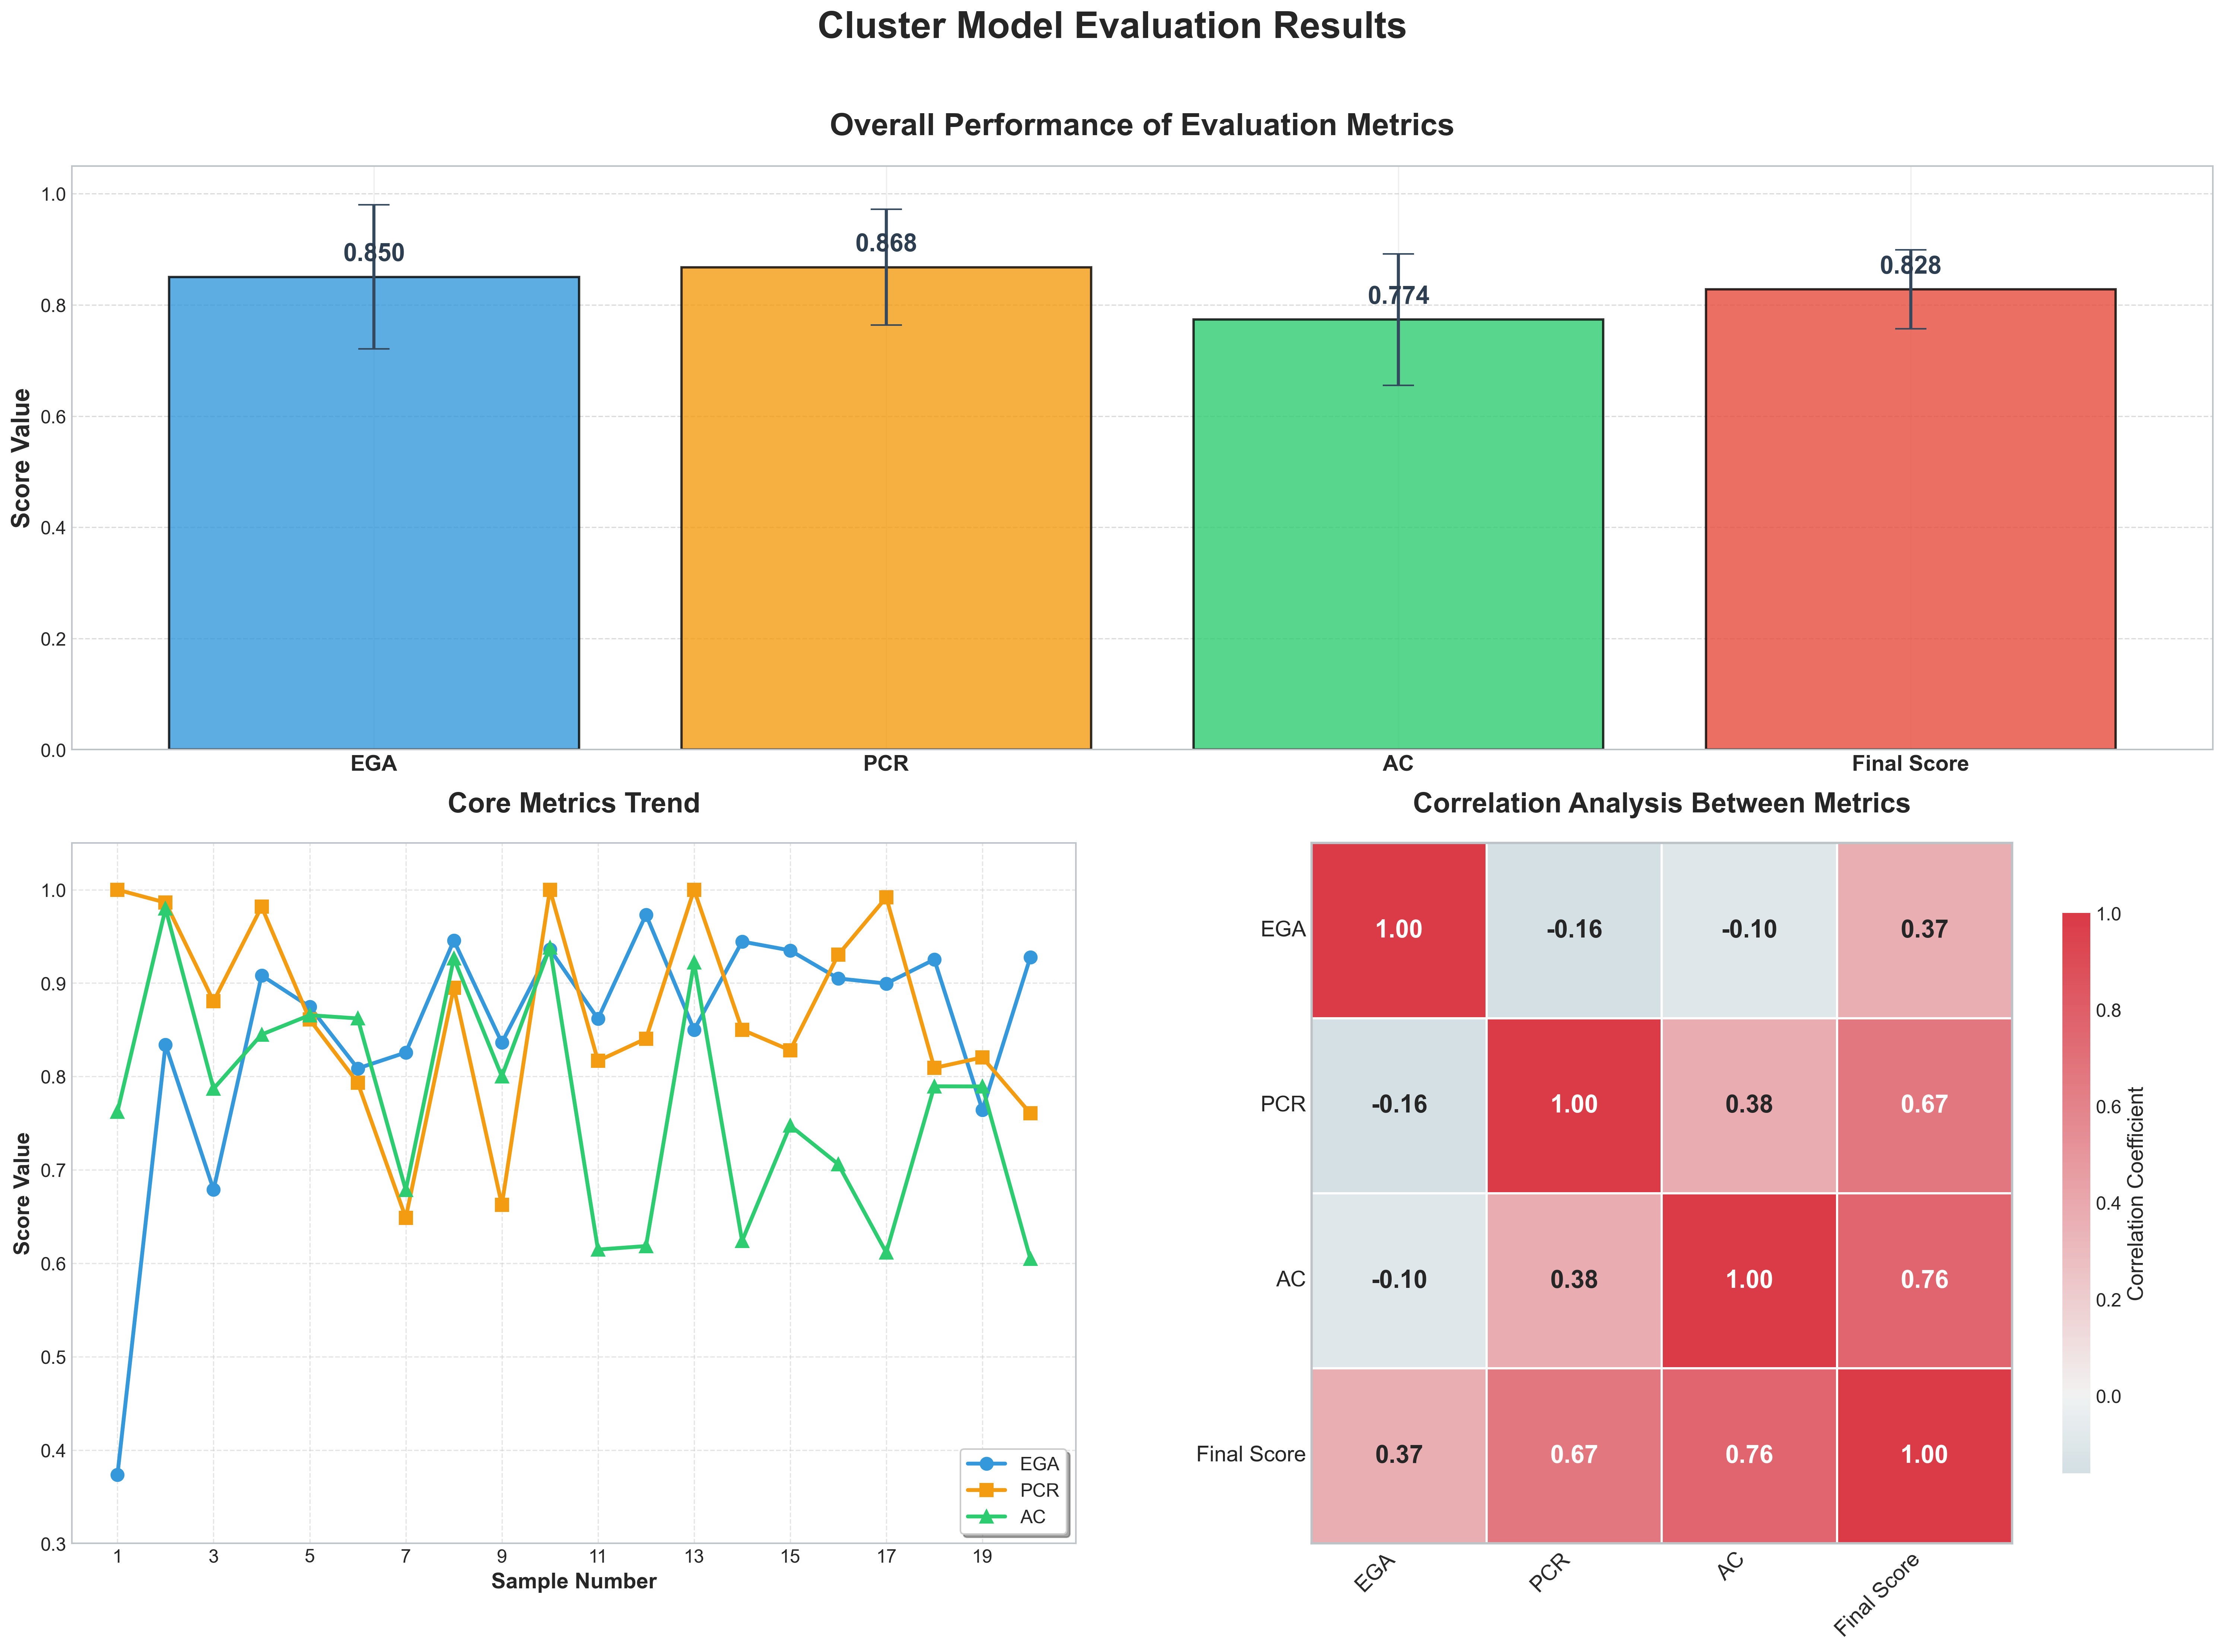 Cluster Model Evaluation Results
Overall Performance of Evaluation Metrics
Score Value
1.0
0.8
0.6
0.4
0.2
0.0
0.850
0.868
0.774
0.828
EGA
PCR
AC
Final Score
Core Metrics Trend
Score Value
1.0
0.9
0.8
0.7
0.6
0.5
0.4
0.3
1
3
5
7
9
11
13
15
17
19
Sample Number
EGA
PCR
AC
Correlation Analysis Between Metrics
EGA
1.00
-0.16
-0.10
0.37
PCR
-0.16
1.00
0.38
0.67
AC
-0.10
0.38
1.00
0.76
Final Score
0.37
0.67
0.76
1.00
EGA
PCR
AC
Final Score
1.0
0.8
0.6
0.4
0.2
0.0
Correlation Coefficient